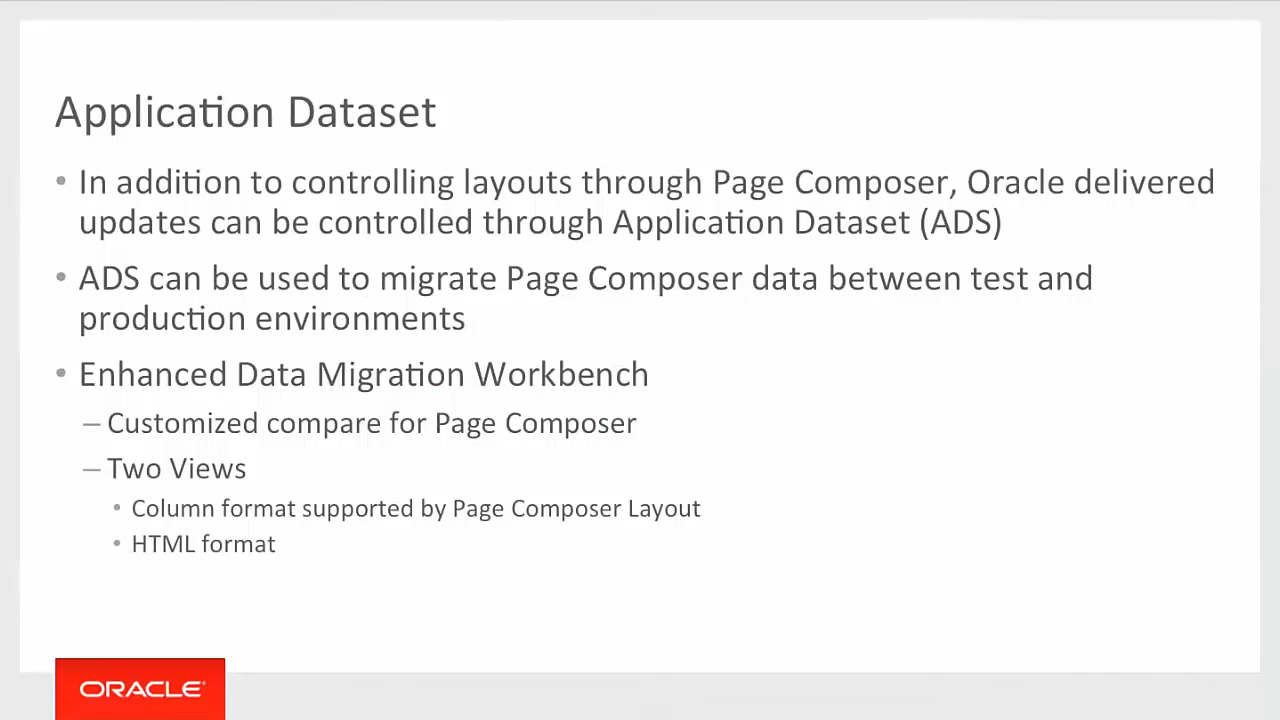 Application Dataset
• In addition to controlling layouts through Page Composer, Oracle delivered
updates can be controlled through Application Dataset (ADS)
• ADS can be used to migrate Page Composer data between test and
production environments
• Enhanced Data Migration Workbench
– Customized compare for Page Composer
– Two Views
• Column format supported by Page Composer Layout
• HTML format
ORACLE®